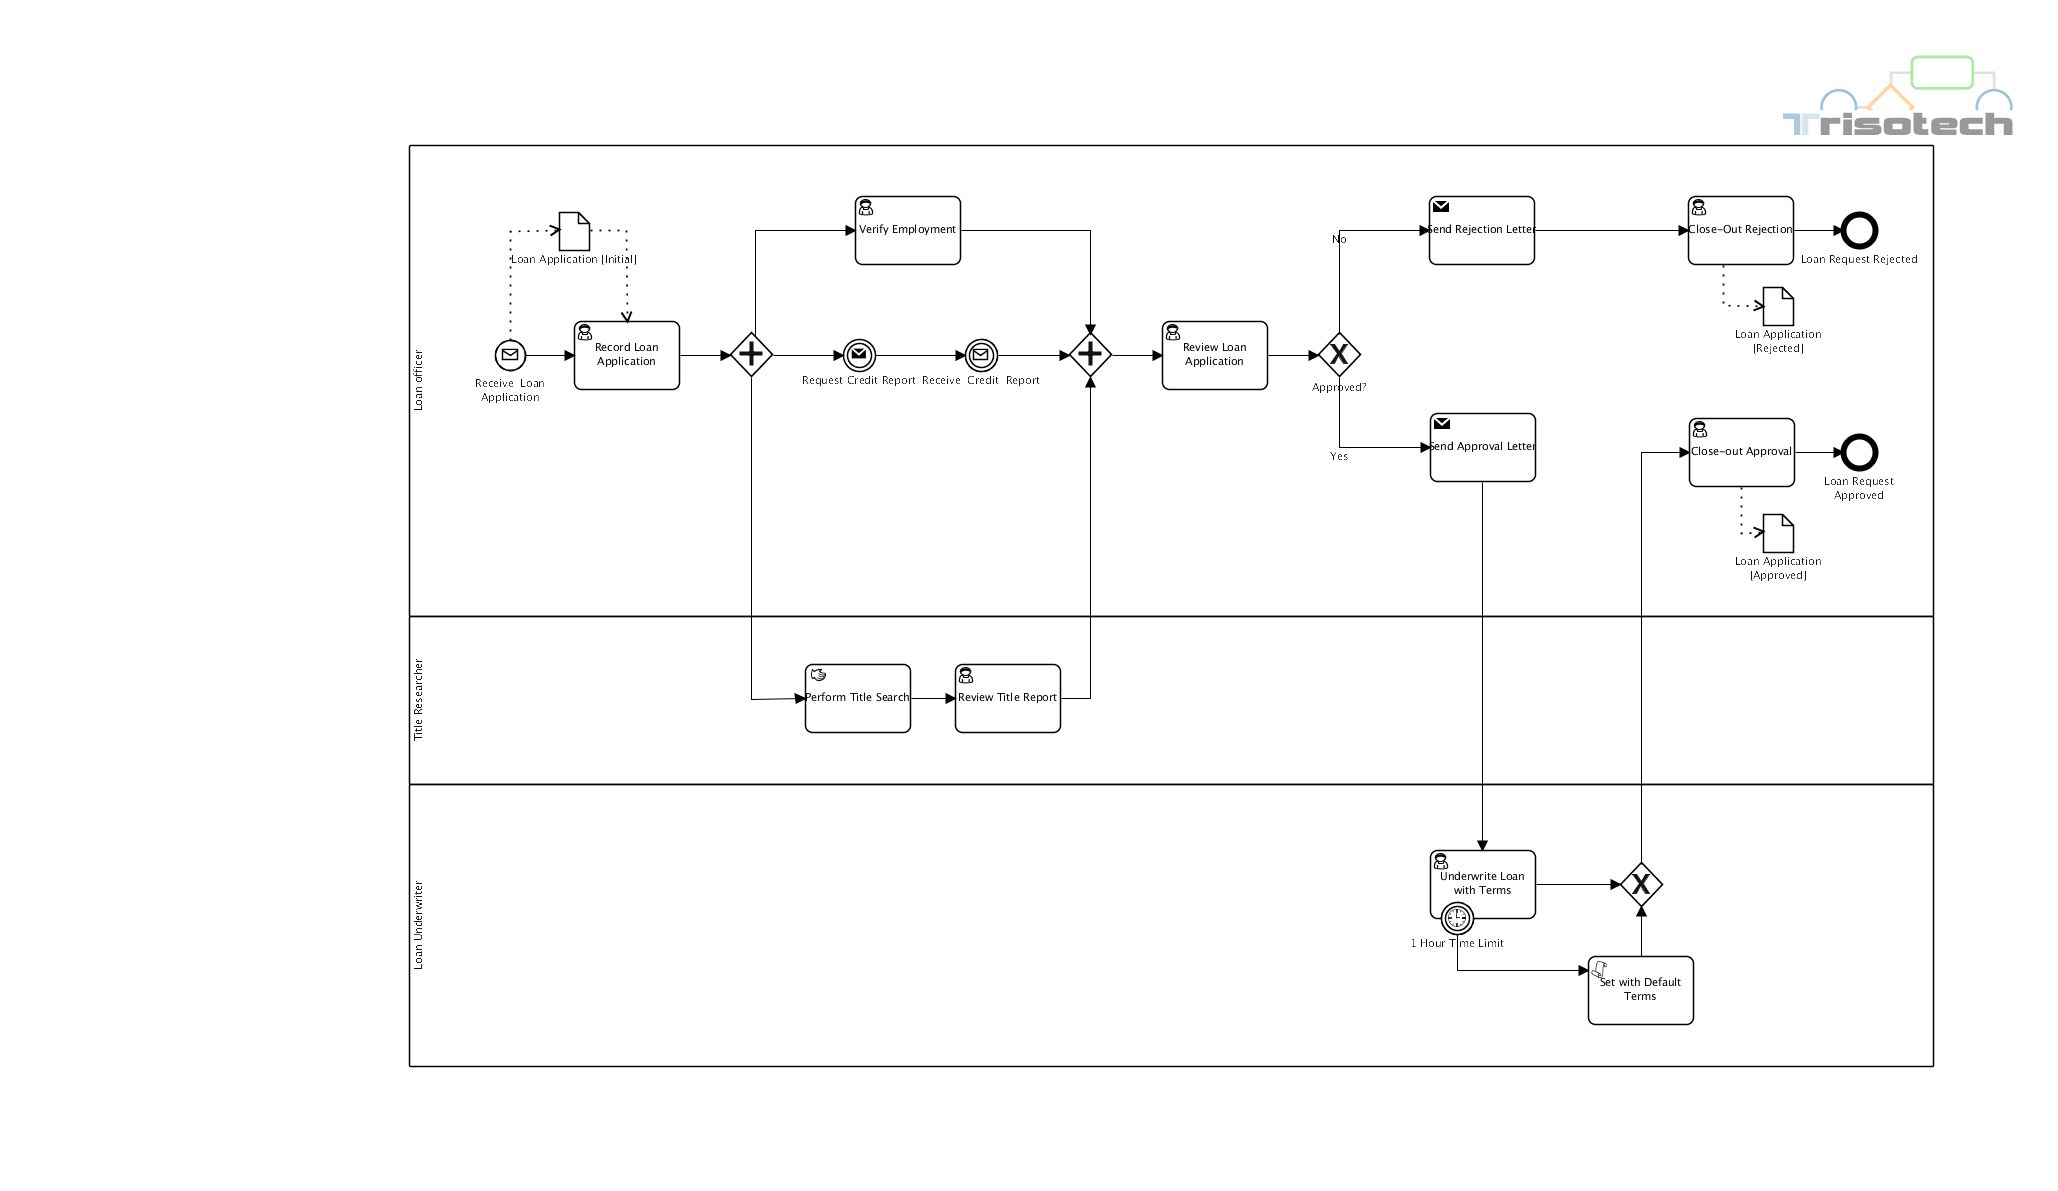 Trisotech
Loan officer
Loan Application [Initial]
Receive Loan
Application
Record Loan
Application
Verify Employment
Request Credit Report
Receive Credit Report
Review Loan
Application
Approved?
No
Send Rejection Letter
Close-Out Rejection
Loan Request Rejected
Loan Application
[Rejected]
Yes
Send Approval Letter
Close-out Approval
Loan Request
Approved
Loan Application
[Approved]
Title Researcher
Perform Title Search
Review Title Report
Loan Underwriter
Underwrite Loan
with Terms
1 Hour Time Limit
Set with Default
Terms